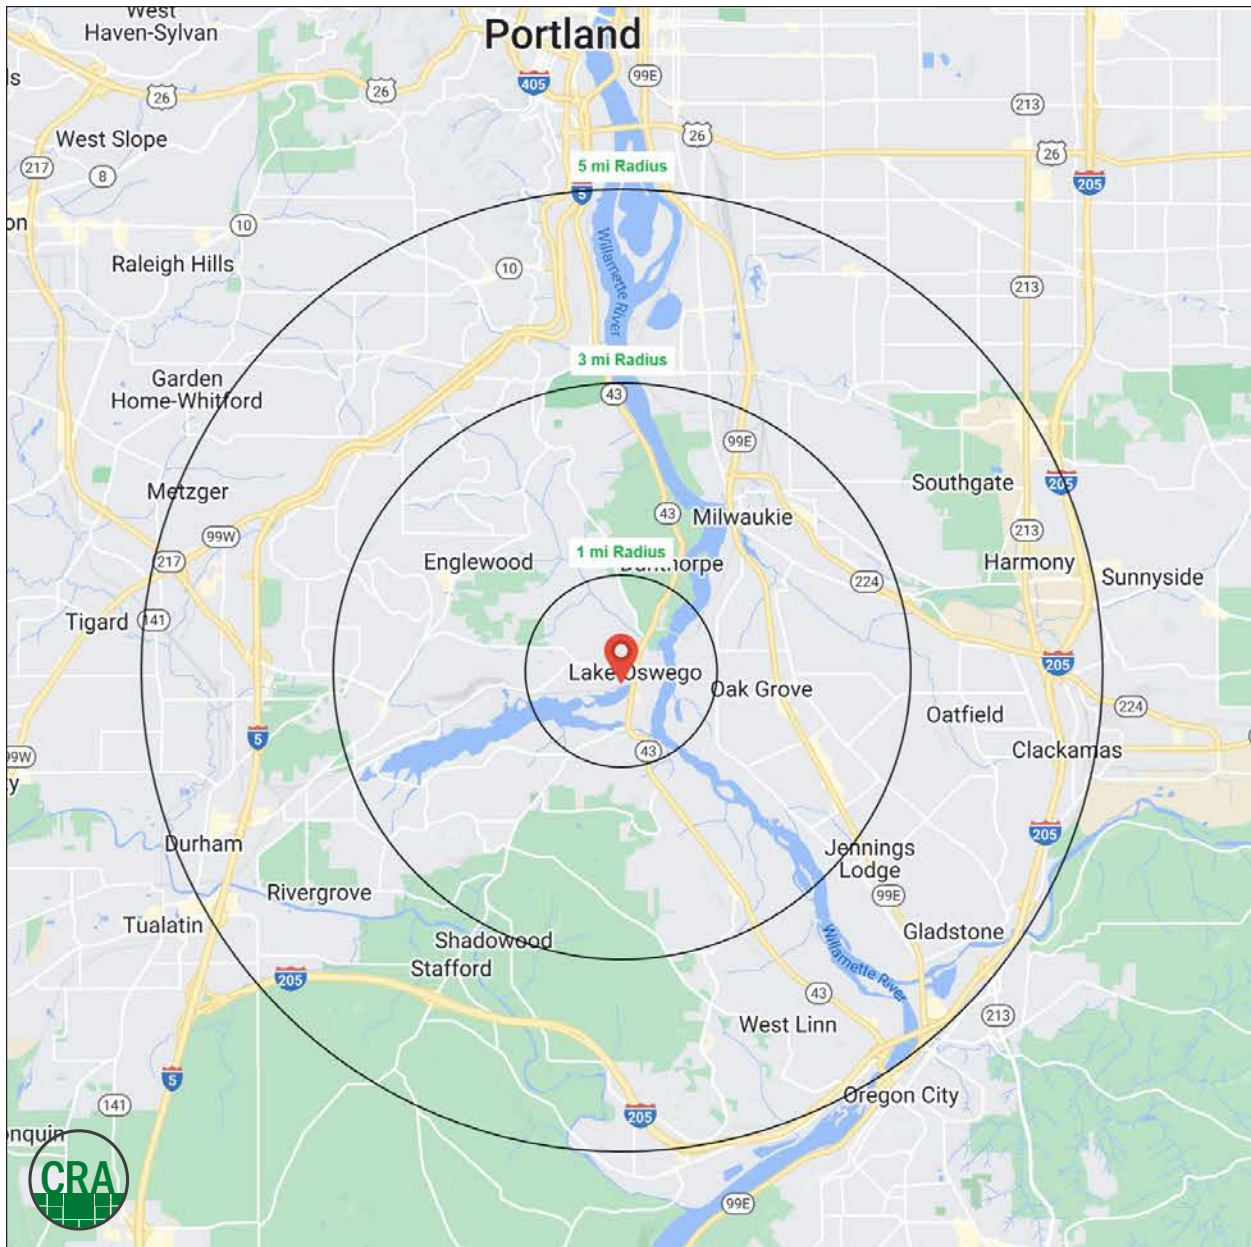 West
Haven-Sylvan
Portland
ls
26
26
405
99E
213
West Slope
26
26
217
8
5 mi Radius
5
205
on
10
Raleigh Hills
10
Willamette River
213
3 mi Radius
Garden
Home-Whitford
43
99E
Southgate
205
Metzger
43
Milwaukie
213
99W
1 mi Radius
217
Englewood
Dunthorpe
Harmony
224
Sunnyside
Tigard
141
205
Lake Oswego
Oak Grove
224
Oatfield
5
43
Clackamas
99W
y
205
Durham
Jennings
Lodge
Rivergrove
99E
Tualatin
Gladstone
Shadowood
Stafford
Willamette River
205
43
213
West Linn
5
Oregon City
141
205
onquin
CRA
99E